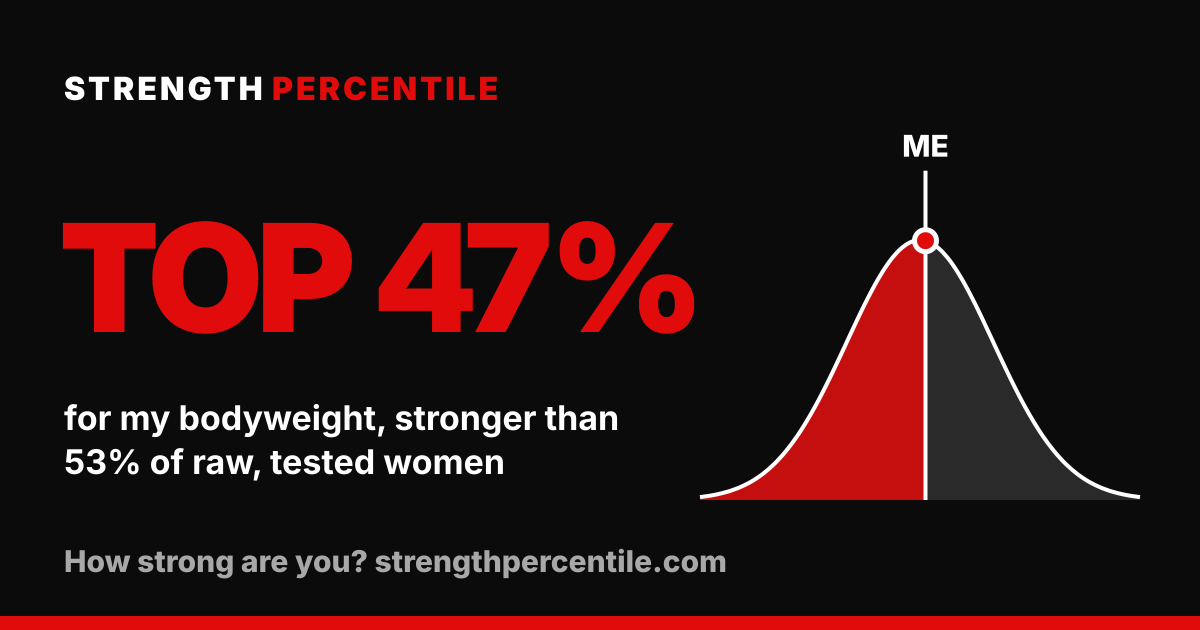 STRENGTH PERCENTILE
ME
TOP 47%
for my bodyweight, stronger than
53% of raw, tested women
How strong are you? strengthpercentile.com